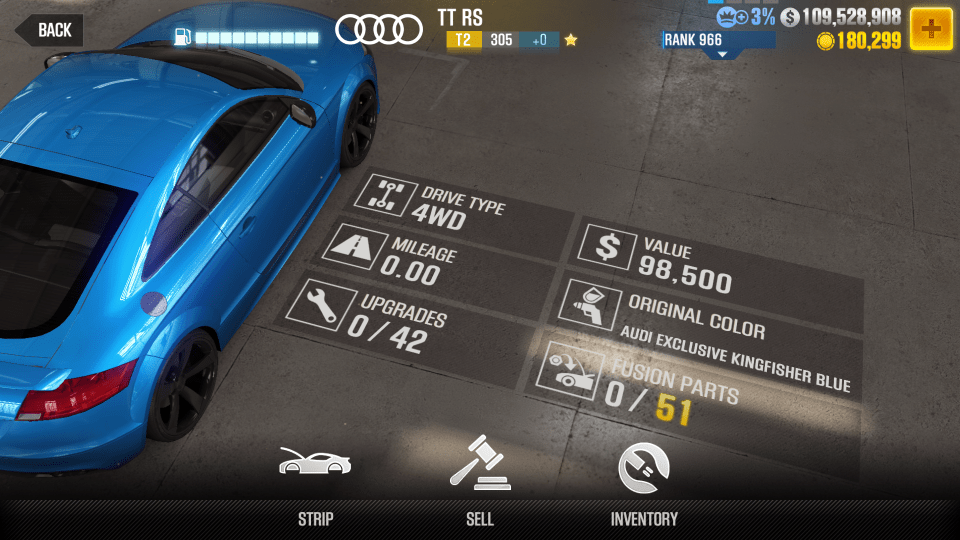 BACK
TT RS
T2 305 +0
3%
109,528,908
RANK 966
180,299
DRIVE TYPE
4WD
MILEAGE
0.00
UPGRADES
0/42
VALUE
98,500
ORIGINAL COLOR
AUDI EXCLUSIVE KINGFISHER BLUE
FUSION PARTS
0/51
STRIP
SELL
INVENTORY